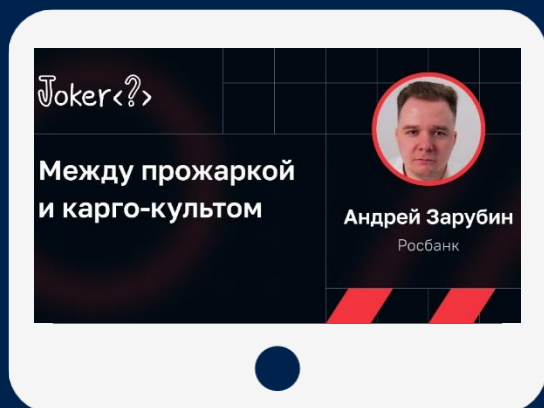 Joker<?>
Между прожаркой
и карго-культом
Андрей Зарубин
Росбанк